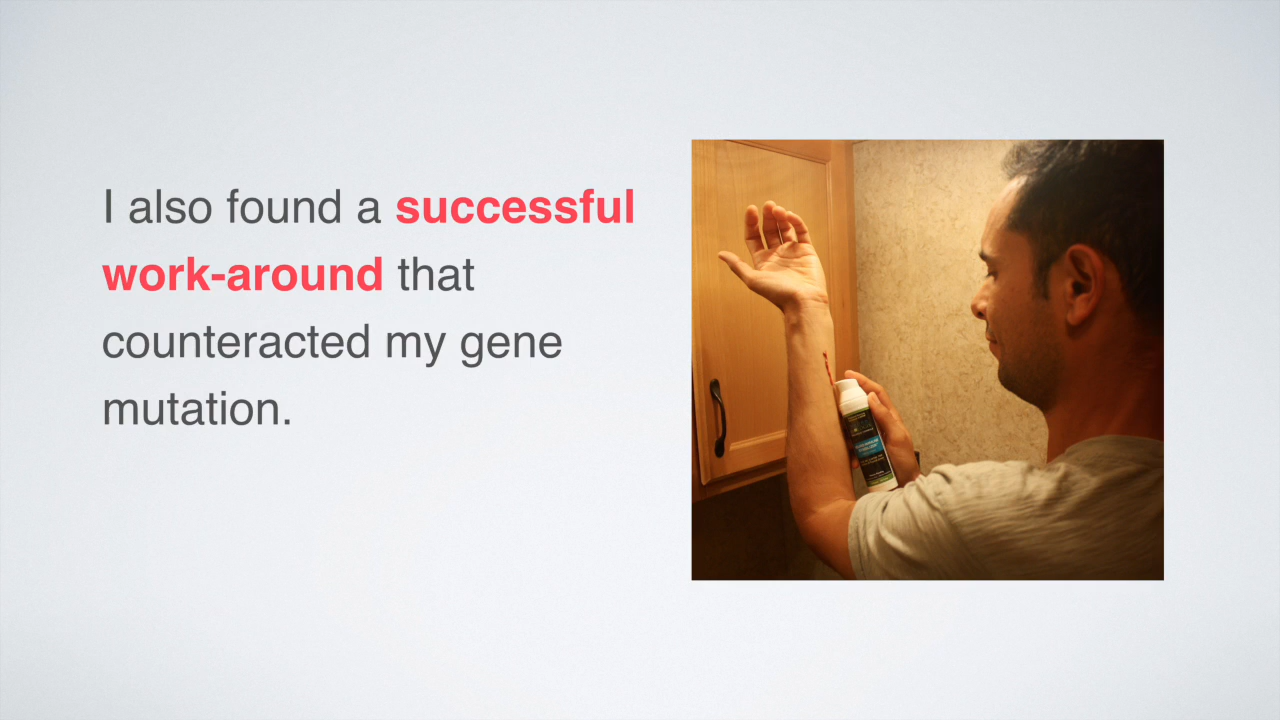 I also found a successful
work-around that
counteracted my gene
mutation.